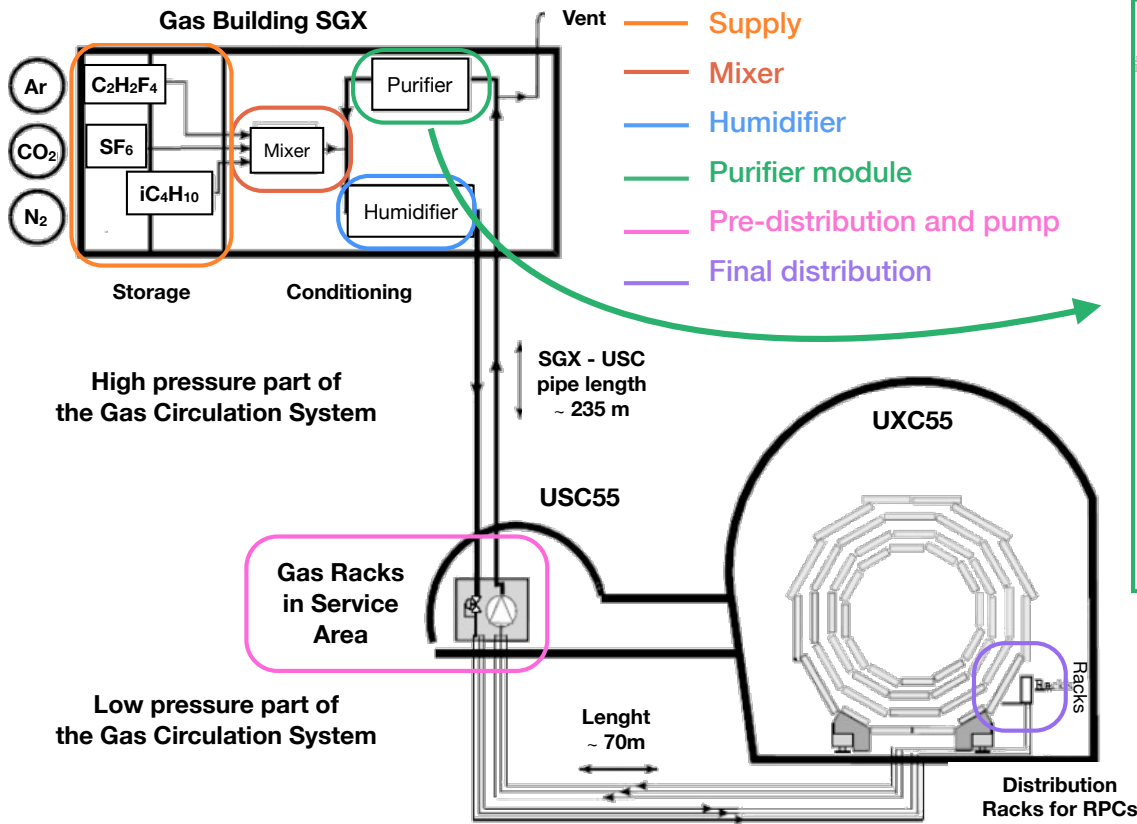 Gas Building SGX
Vent
Ar
CO₂
N₂
C₂H₂F₄
SF₆
iC₄H₁₀
Mixer
Purifier
Humidifier
Storage
Conditioning
Supply
Mixer
Humidifier
Purifier module
Pre-distribution and pump
Final distribution
High pressure part of
the Gas Circulation System
SGX - USC
pipe length
~ 235 m
UXC55
USC55
Gas Racks
in Service
Area
Racks
Low pressure part of
the Gas Circulation System
Lenght
~ 70m
Distribution
Racks for RPCs